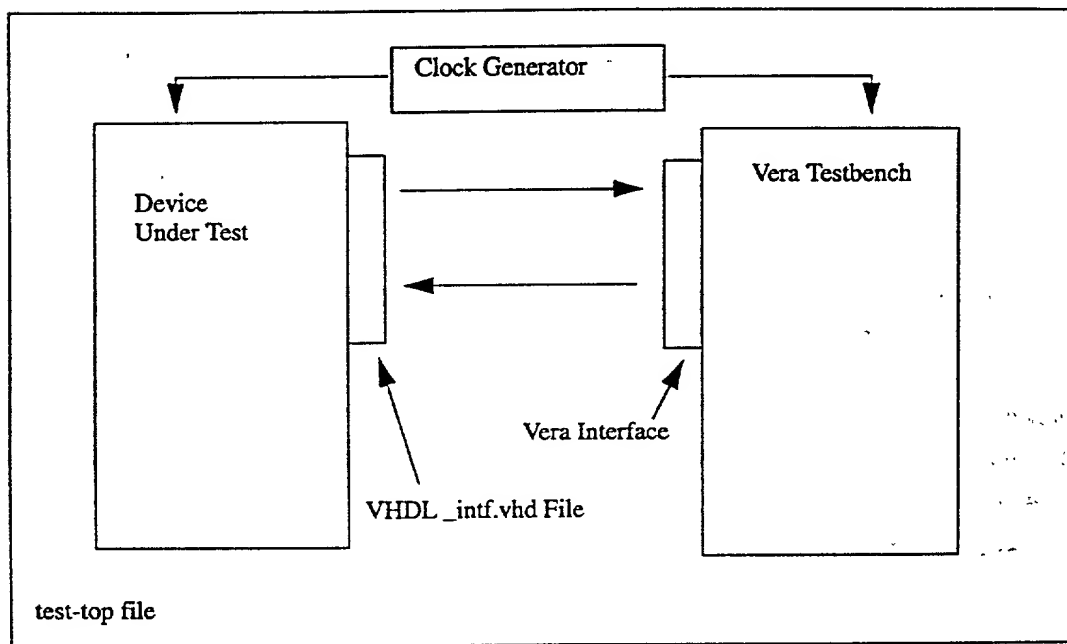 Clock Generator
Device
Under Test
Vera Testbench
Vera Interface
VHDL _intf.vhd File
test-top file